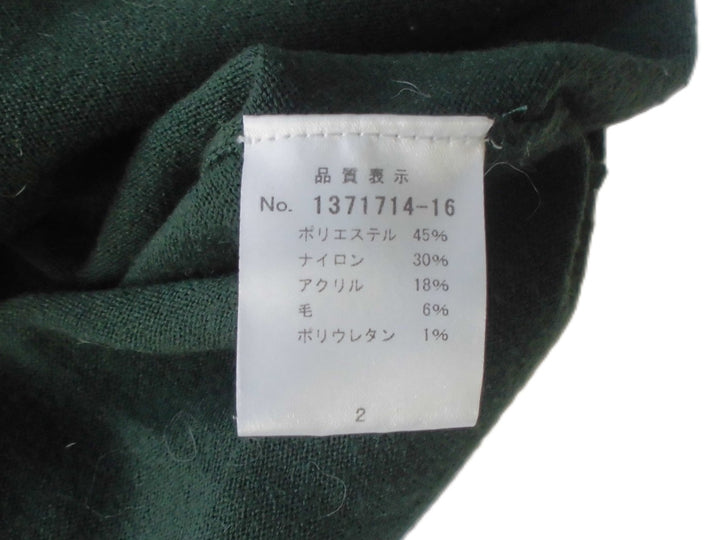 品質表示
No. 1371714-16
ポリエステル 45%
ナイロン 30%
アクリル 18%
毛 6%
ポリウレタン 1%
2